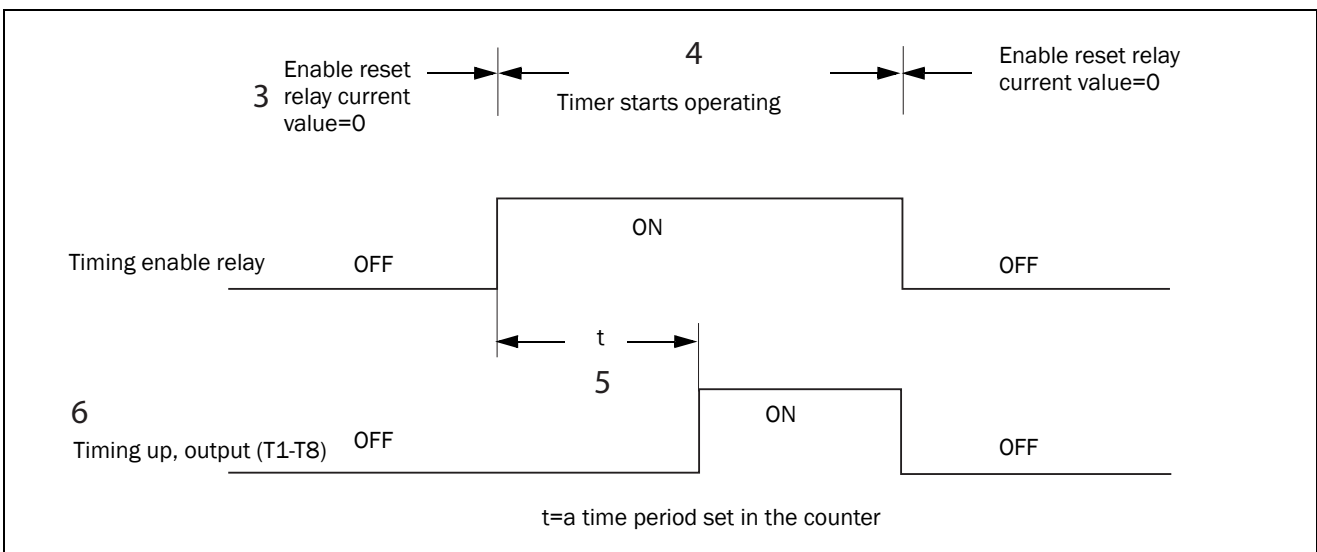 4
Enable reset
3 relay current
value=0
Timer starts operating
Enable reset relay
current value=0
ON
Timing enable relay OFF OFF
t
5
6
ON
Timing up, output (T1-T8) OFF OFF
t=a time period set in the counter